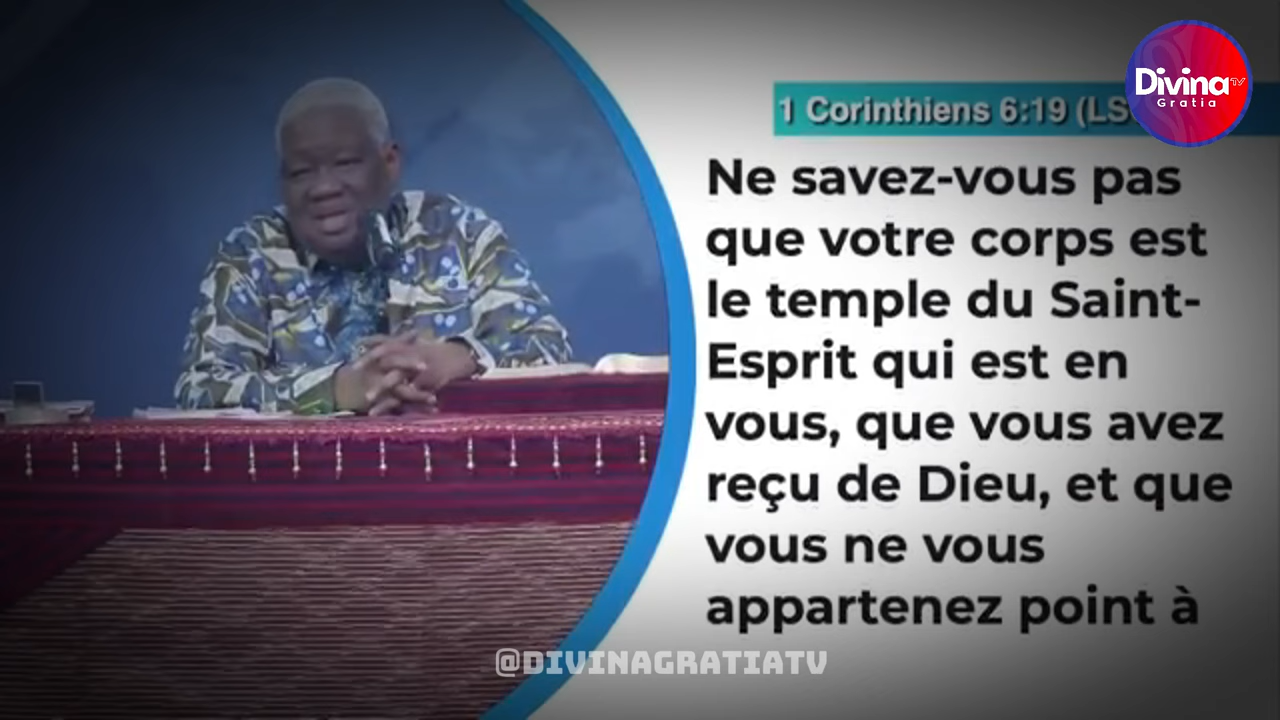 Divina TV
Gratia
1 Corinthiens 6:19 (LS
Ne savez-vous pas
que votre corps est
le temple du Saint-
Esprit qui est en
vous, que vous avez
reçu de Dieu, et que
vous ne vous
appartenez point à
@DIVINAGRATIATV